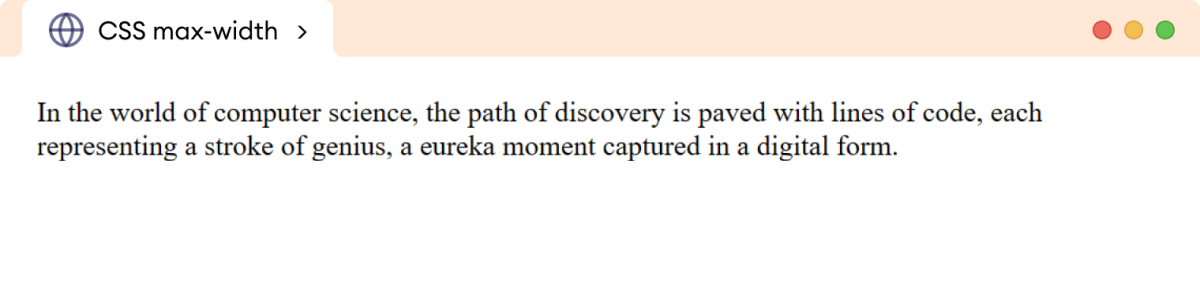 CSS max-width >
In the world of computer science, the path of discovery is paved with lines of code, each
representing a stroke of genius, a eureka moment captured in a digital form.